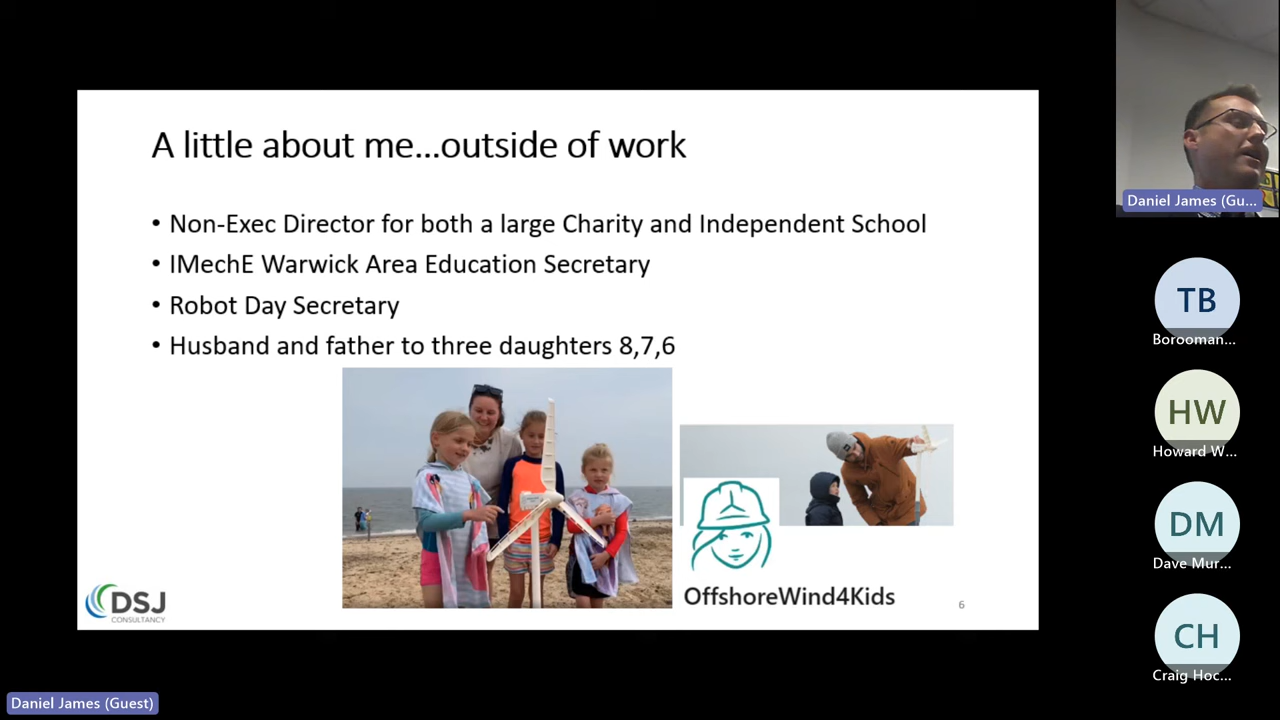 A little about me...outside of work
• Non-Exec Director for both a large Charity and Independent School
• IMechE Warwick Area Education Secretary
• Robot Day Secretary
• Husband and father to three daughters 8,7,6
OffshoreWind4Kids
6
DSJ
CONSULTANCY
Daniel James (Gu...
TB
Borooman...
HW
Howard W...
DM
Dave Mur...
CH
Craig Hoc...
Daniel James (Guest)